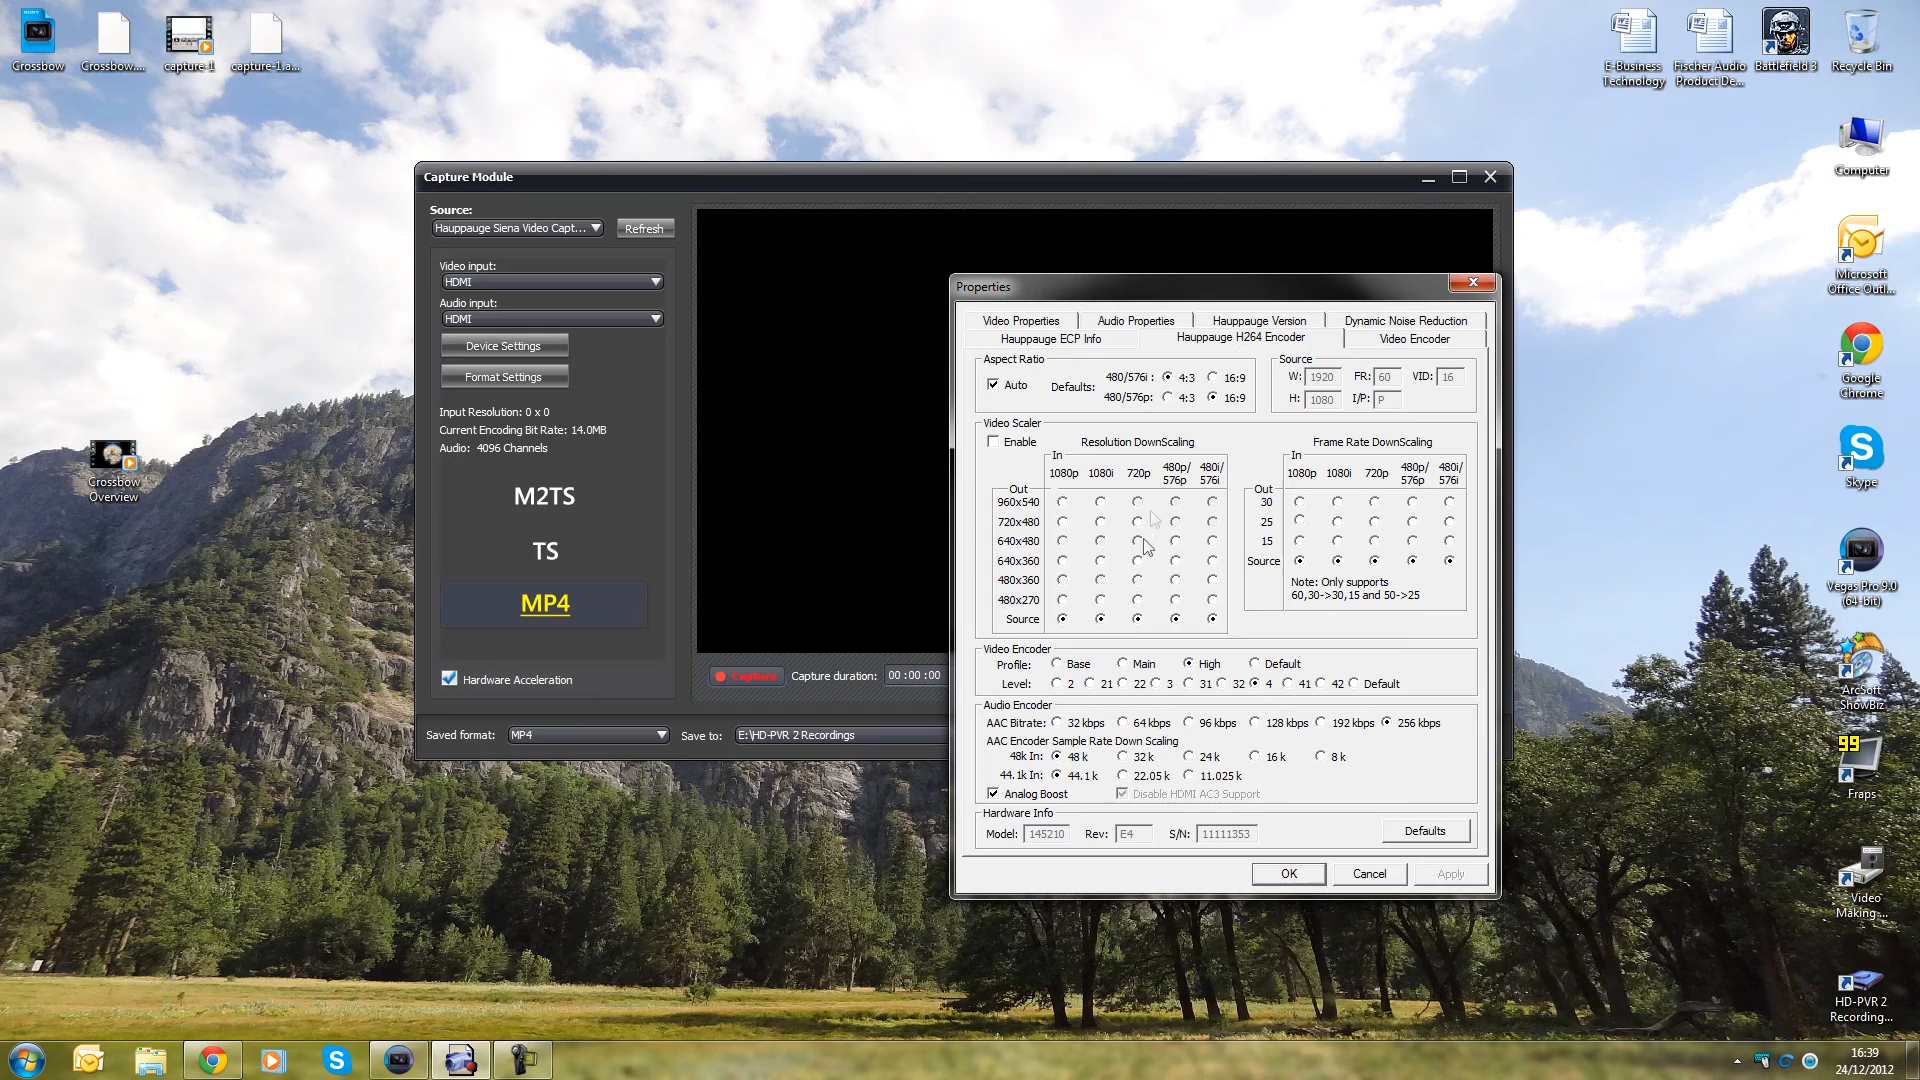 SONY
Crossbow
Crossbow....
capture-1
capture-1.a...
E-Business
Technology
Fischer Audio
Product De...
Battlefield 3
Recycle Bin
Computer
Microsoft
Office Outl...
Google
Chrome
Skype
Vegas Pro 9.0
(64-bit)
ArcSoft
ShowBiz
99
Fraps
Video
Making -...
HD-PVR 2
Recording...
Crossbow
Overview
Capture Module
Source:
Hauppauge Siena Video Capt...
Refresh
Video input:
HDMI
Audio input:
HDMI
Device Settings
Format Settings
Input Resolution: 0 x 0
Current Encoding Bit Rate: 14.0MB
Audio: 4096 Channels
M2TS
TS
MP4
Hardware Acceleration
Capture
Capture duration:
00 :00 :00
Saved format:
MP4
Save to:
E:\HD-PVR 2 Recordings
Properties
Video Properties
Audio Properties
Hauppauge Version
Dynamic Noise Reduction
Hauppauge ECP Info
Hauppauge H264 Encoder
Video Encoder
Aspect Ratio
Auto
Defaults:
480/576i : 4:3 16:9
480/576p: 4:3 16:9
Source
W: 1920 FR: 60 VID: 16
H: 1080 I/P: P
Video Scaler
Enable
Resolution DownScaling
In
1080p 1080i 720p 480p/576p 480i/576i
Out
960x540
720x480
640x480
640x360
480x360
480x270
Source
Frame Rate DownScaling
In
1080p 1080i 720p 480p/576p 480i/576i
Out
30
25
15
Source
Note: Only supports
60,30->30,15 and 50->25
Video Encoder
Profile: Base Main High Default
Level: 2 21 22 3 31 32 4 41 42 Default
Audio Encoder
AAC Bitrate: 32 kbps 64 kbps 96 kbps 128 kbps 192 kbps 256 kbps
AAC Encoder Sample Rate Down Scaling
48k In: 48 k 32 k 24 k 16 k 8 k
44.1k In: 44.1 k 22.05 k 11.025 k
Analog Boost
Disable HDMI AC3 Support
Hardware Info
Model: 145210 Rev: E4 S/N: 11111353
Defaults
OK
Cancel
Apply
16:39
24/12/2012